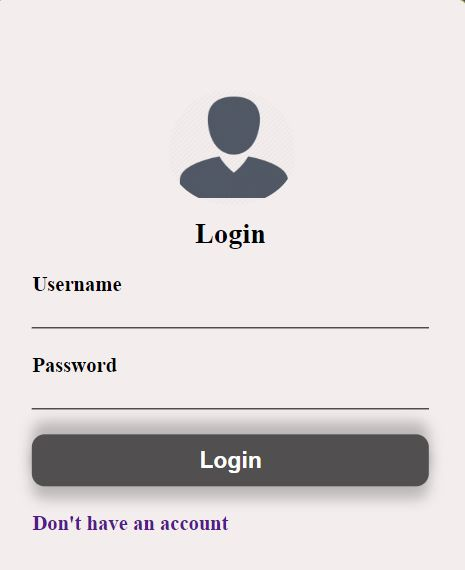 Login
Username
Password
Login
Don't have an account